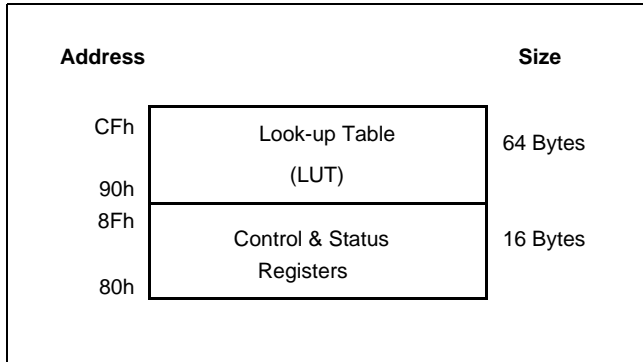 Address Size
CFh Look-up Table 64 Bytes
(LUT)
90h
8Fh Control & Status 16 Bytes
Registers
80h